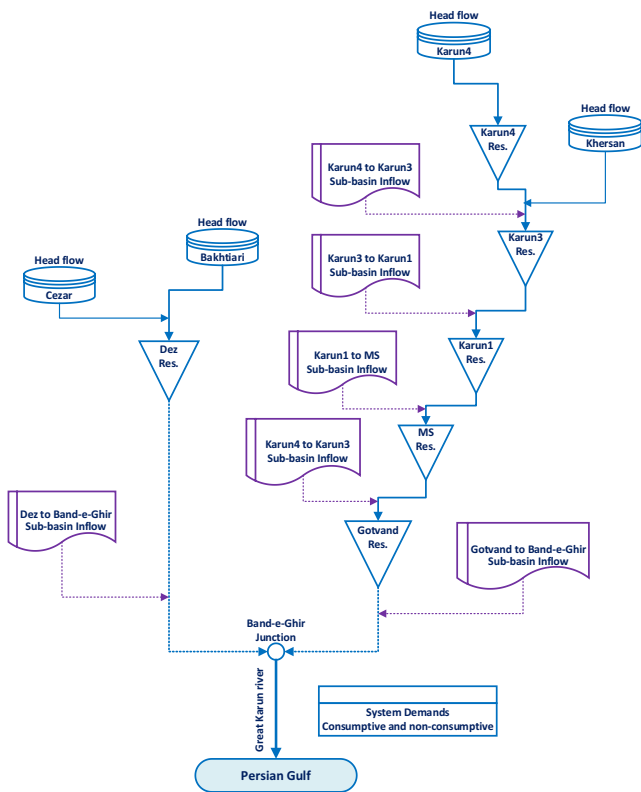 Head flow
Karun4
Head flow
Khersan
Karun4
Res.
Karun4 to Karun3
Sub-basin Inflow
Karun3
Res.
Head flow
Bakhtiari
Karun3 to Karun1
Sub-basin Inflow
Head flow
Cezar
Dez
Res.
Karun1
Res.
Karun1 to MS
Sub-basin Inflow
MS
Res.
Karun4 to Karun3
Sub-basin Inflow
Dez to Band-e-Ghir
Sub-basin Inflow
Gotvand
Res.
Gotvand to Band-e-Ghir
Sub-basin Inflow
Band-e-Ghir
Junction
Great Karun river
System Demands
Consumptive and non-consumptive
Persian Gulf